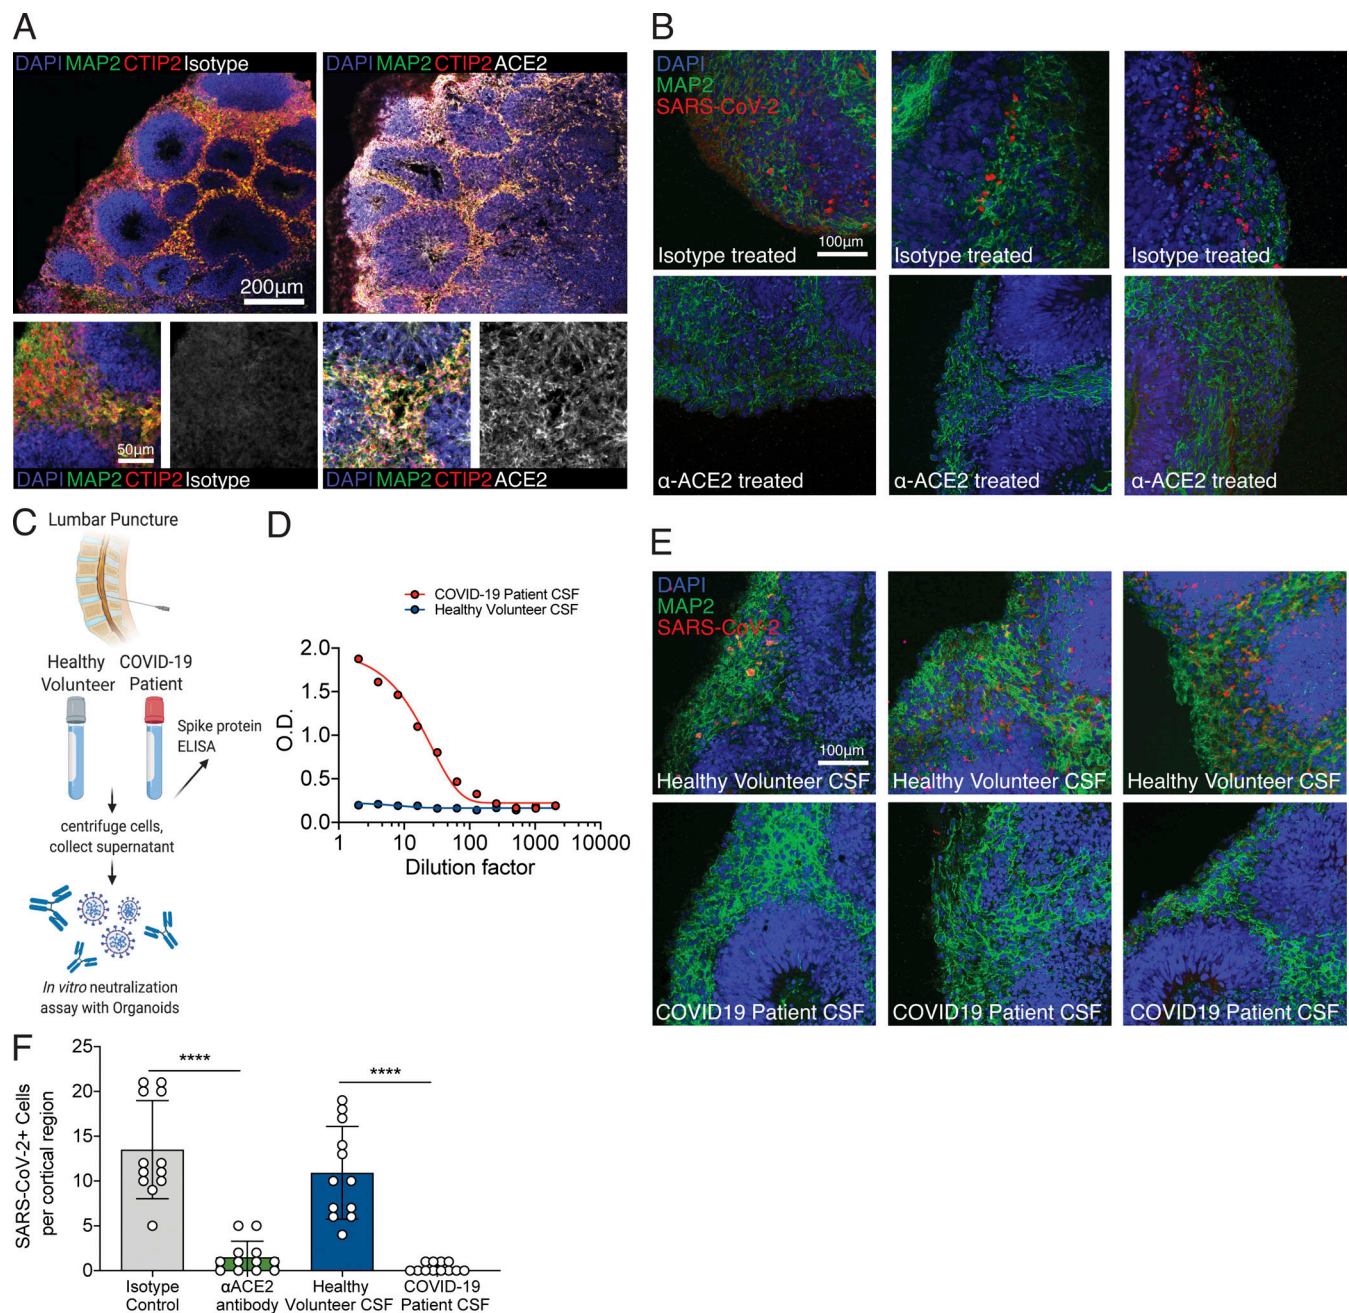 A
DAPI MAP2 CTIP2 Isotype
DAPI MAP2 CTIP2 ACE2
200µm
50µm
DAPI MAP2 CTIP2 Isotype
DAPI MAP2 CTIP2 ACE2
B
DAPI
MAP2
SARS-CoV-2
100µm
Isotype treated
Isotype treated
Isotype treated
α-ACE2 treated
α-ACE2 treated
α-ACE2 treated
C
Lumbar Puncture
Healthy
Volunteer
COVID-19
Patient
Spike protein
ELISA
centrifuge cells,
collect supernatant
In vitro neutralization
assay with Organoids
D
COVID-19 Patient CSF
Healthy Volunteer CSF
O.D.
2.0
1.5
1.0
0.5
0.0
1 10 100 1000 10000
Dilution factor
E
DAPI
MAP2
SARS-CoV-2
100µm
Healthy Volunteer CSF
Healthy Volunteer CSF
Healthy Volunteer CSF
COVID19 Patient CSF
COVID19 Patient CSF
COVID19 Patient CSF
F
SARS-CoV-2+ Cells
per cortical region
25
20
15
10
5
0
****
****
Isotype
Control
αACE2
antibody
Healthy
Volunteer CSF
COVID-19
Patient CSF